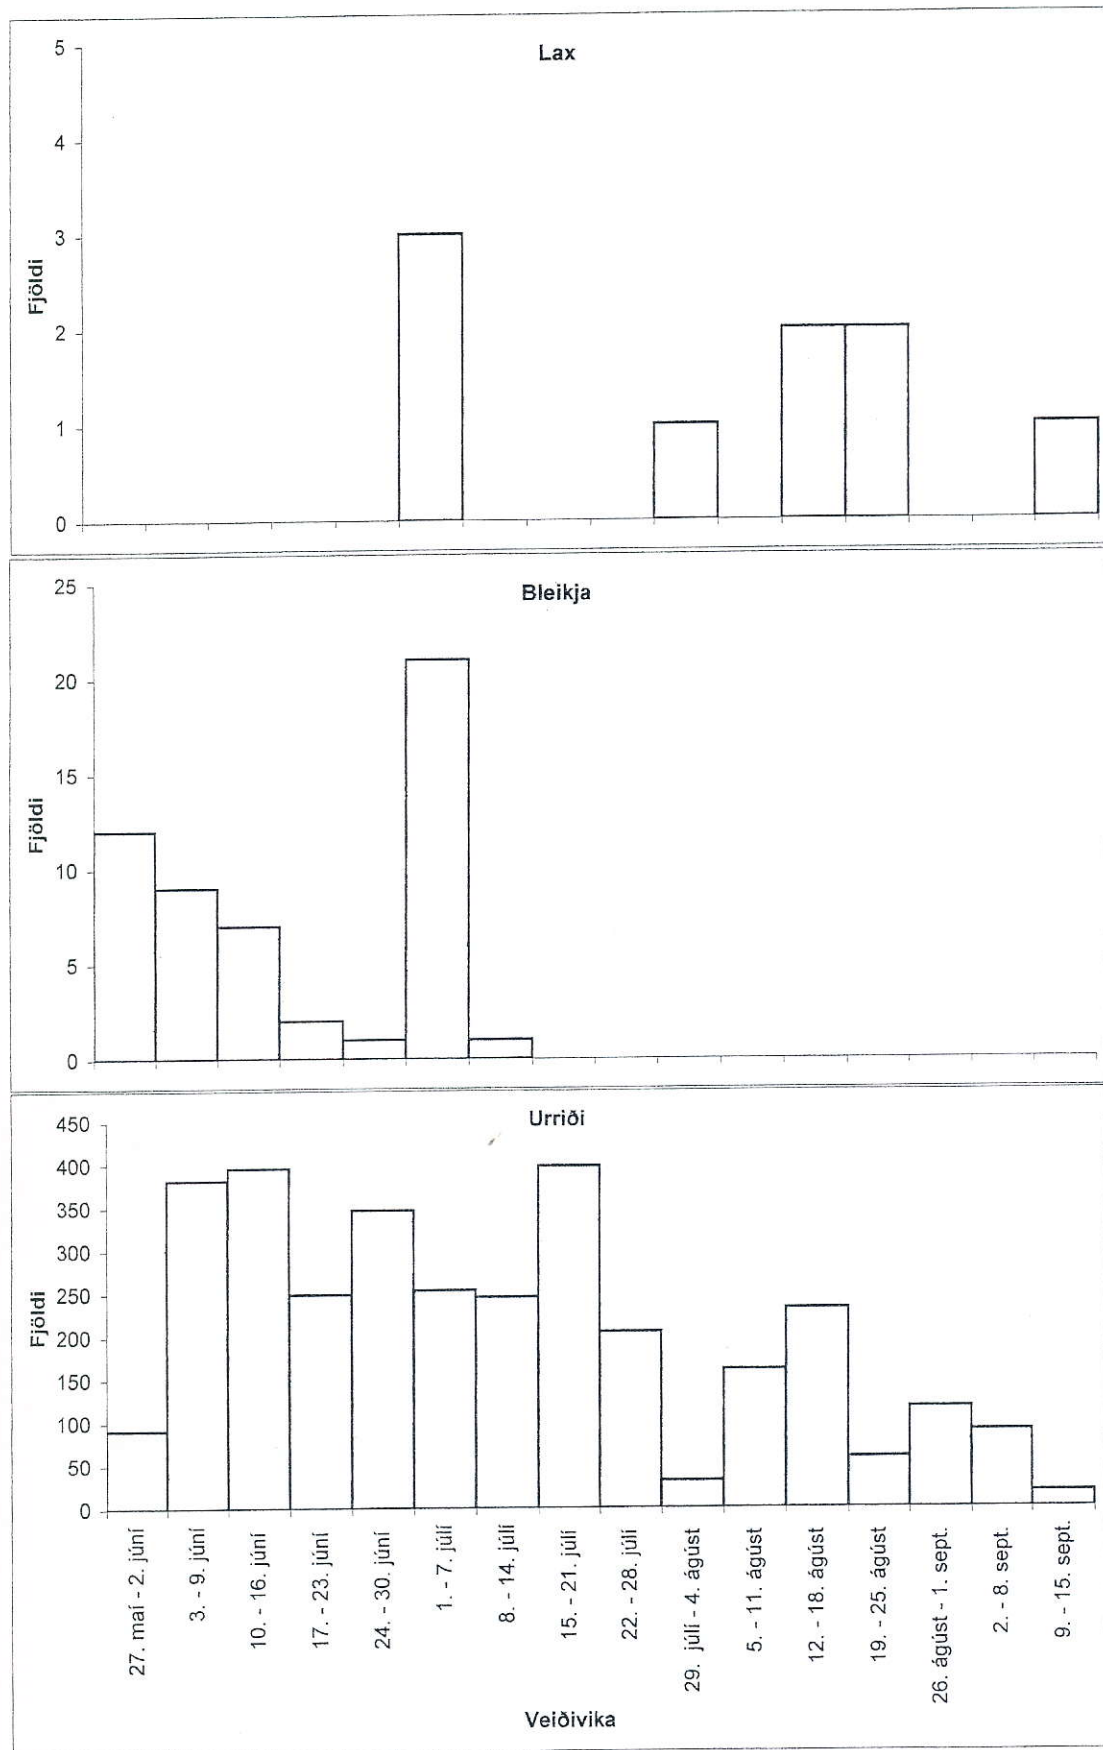 Lax
5
4
3
2
1
0
Fjöldi
Bleikja
25
20
15
10
5
0
Fjöldi
Urriði
450
400
350
300
250
200
150
100
50
0
Fjöldi
27. maí - 2. júní
3. - 9. júní
10. - 16. júní
17. - 23. júní
24. - 30. júní
1. - 7. júlí
8. - 14. júlí
15. - 21. júlí
22. - 28. júlí
29. júlí - 4. ágúst
5. - 11. ágúst
12. - 18. ágúst
19. - 25. ágúst
26. ágúst - 1. sept.
2. - 8. sept.
9. - 15. sept.
Veiðivika